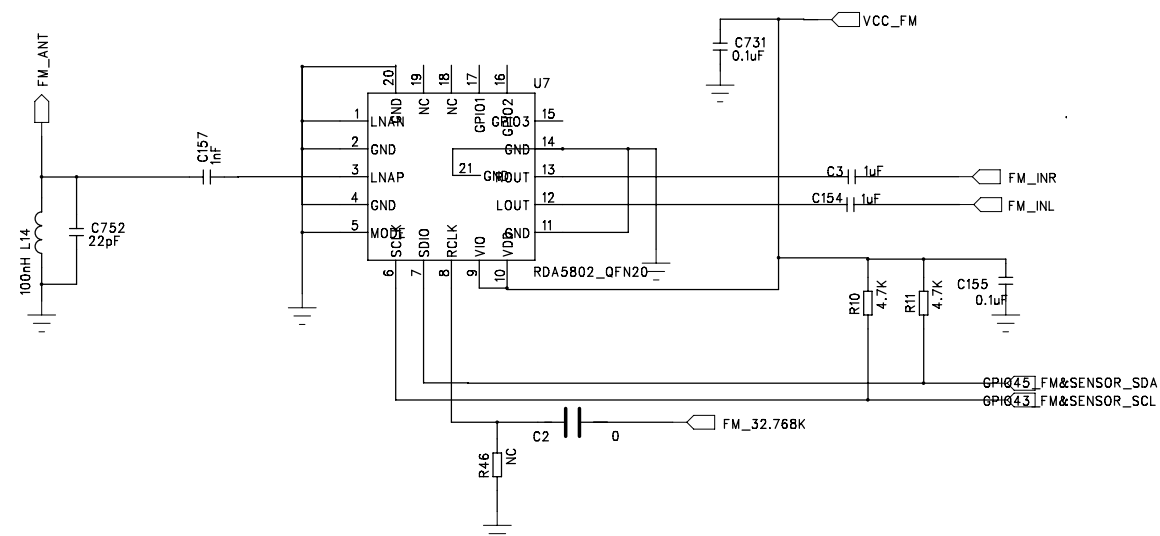 VCC_FM
FM_ANT
C731
0.1uF
U7
20
19
18
17
16
GND
NC
NC
GPIO1
GPIO2
1
LNAN
GPIO3
15
2
GND
GND
14
C157
1nF
3
LNAP
21
GND
ROUT
13
C3
1uF
FM_INR
4
GND
LOUT
12
C154
1uF
FM_INL
5
MODE
GND
11
SCLK
SDIO
RCLK
VIO
VDD
6
7
8
9
10
RDA5802_QFN20
100nH L14
C752
22pF
R10
4.7K
R11
4.7K
C155
0.1uF
GPIO45_FM&SENSOR_SDA
GPIO43_FM&SENSOR_SCL
C2
0
FM_32.768K
R46
NC